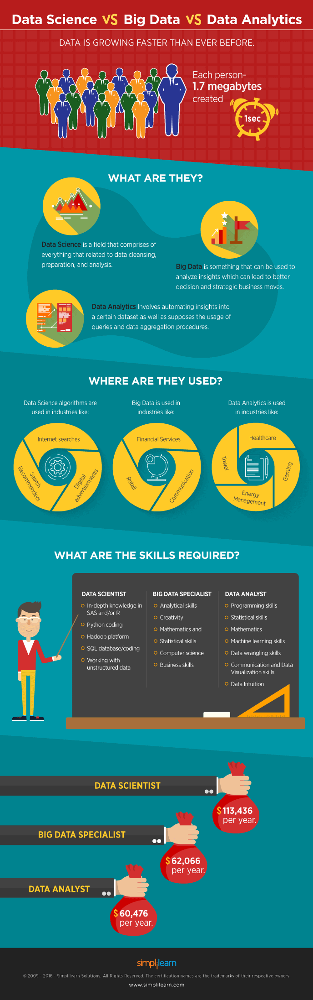 Data Science vs Big Data vs Data Analytics
DATA IS GROWING FASTER THAN EVER BEFORE.
Each person-
1.7 megabytes
created
1sec
WHAT ARE THEY?
Data Science is a field that comprises of
everything that related to data cleansing,
preparation, and analysis.
Big Data is something that can be used to
analyze insights which can lead to better
decision and strategic business moves.
Data Analytics Involves automating insights into
a certain dataset as well as supposes the usage of
queries and data aggregation procedures.
WHERE ARE THEY USED?
Data Science algorithms are
used in industries like:
Internet searches
Search
Recommenders
Digital
advertisements
Big Data is used in
industries like:
Financial Services
Retail
Communication
Data Analytics is used
in industries like:
Healthcare
Travel
Gaming
Energy
Management
WHAT ARE THE SKILLS REQUIRED?
DATA SCIENTIST
In-depth knowledge in
SAS and/or R
Python coding
Hadoop platform
SQL database/coding
Working with
unstructured data
BIG DATA SPECIALIST
Analytical skills
Creativity
Mathematics and
Statistical skills
Computer science
Business skills
DATA ANALYST
Programming skills
Statistical skills
Mathematics
Machine learning skills
Data wrangling skills
Communication and Data
Visualization skills
Data Intuition
DATA SCIENTIST
$113,436
per year.
BIG DATA SPECIALIST
$62,066
per year.
DATA ANALYST
$60,476
per year.
simplilearn
© 2009 - 2016 - Simplilearn Solutions. All Rights Reserved. The certification names are the trademarks of their respective owners.
www.simplilearn.com